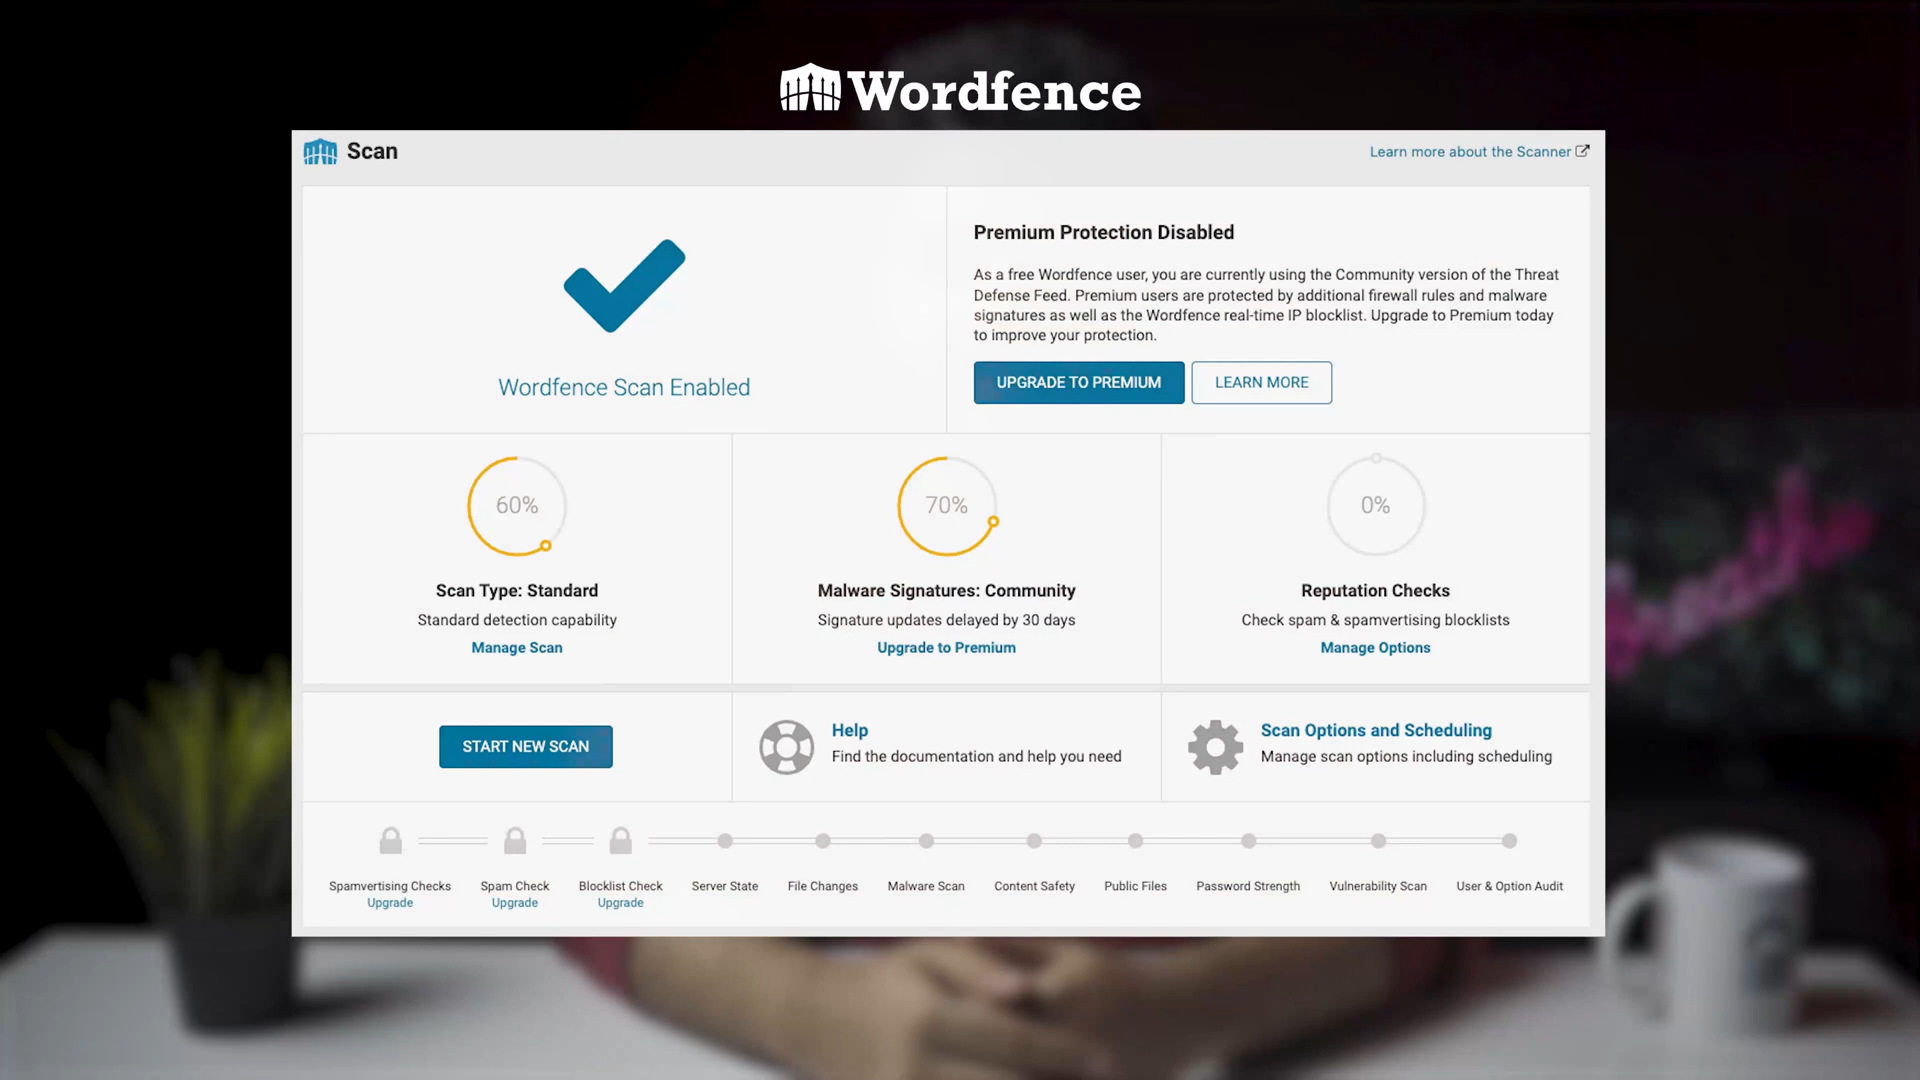 Wordfence
Scan
Learn more about the Scanner
Premium Protection Disabled
As a free Wordfence user, you are currently using the Community version of the Threat
Defense Feed. Premium users are protected by additional firewall rules and malware
signatures as well as the Wordfence real-time IP blocklist. Upgrade to Premium today
to improve your protection.
UPGRADE TO PREMIUM
LEARN MORE
Wordfence Scan Enabled
60%
Scan Type: Standard
Standard detection capability
Manage Scan
70%
Malware Signatures: Community
Signature updates delayed by 30 days
Upgrade to Premium
0%
Reputation Checks
Check spam & spamvertising blocklists
Manage Options
START NEW SCAN
Help
Find the documentation and help you need
Scan Options and Scheduling
Manage scan options including scheduling
Spamvertising Checks
Upgrade
Spam Check
Upgrade
Blocklist Check
Upgrade
Server State
File Changes
Malware Scan
Content Safety
Public Files
Password Strength
Vulnerability Scan
User & Option Audit